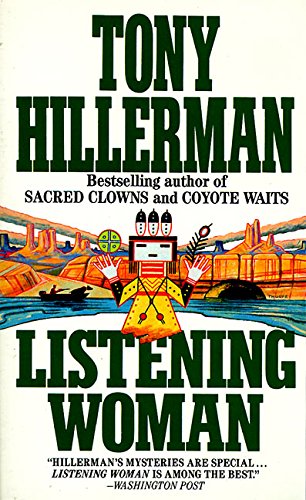 TONY
HILLERMAN
Bestselling author of
SACRED CLOWNS and COYOTE WAITS
LISTENING
WOMAN
"HILLERMAN'S MYSTERIES ARE SPECIAL...
LISTENING WOMAN IS AMONG THE BEST."
–WASHINGTON POST